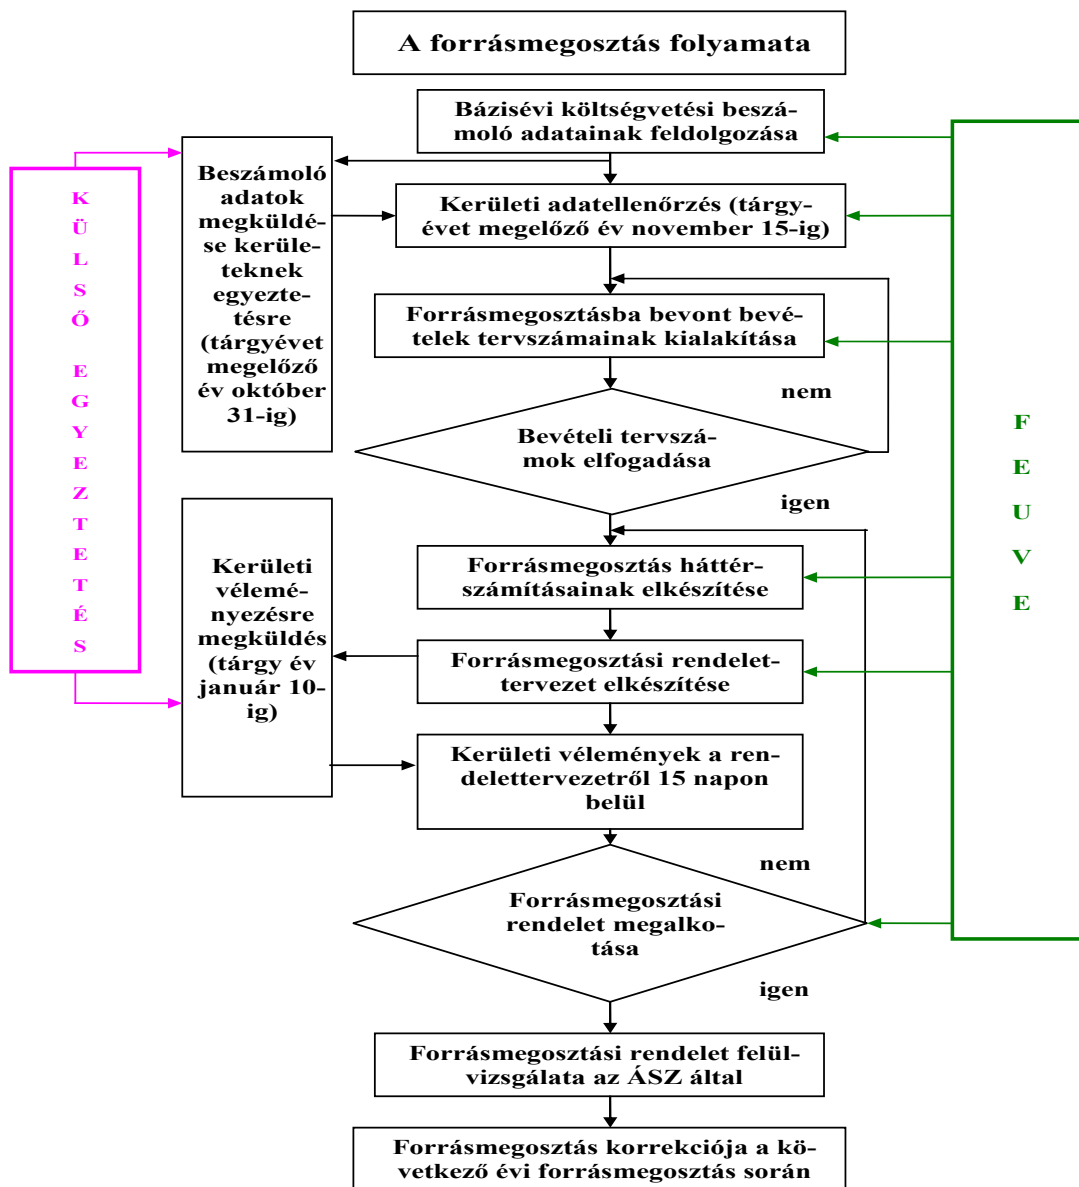 A forrásmegosztás folyamata
Bázisévi költségvetési beszá-
moló adatainak feldolgozása
Beszámoló
adatok
megküldé-
se kerüle-
teknek
egyezte-
tésre
(tárgyévet
megelőző
év október
31-ig)
Kerületi adatellenőrzés (tárgy-
évet megelőző év november 15-ig)
Forrásmegosztásba bevont bevé-
telek tervszámainak kialakítása
nem
Bevételi tervszá-
mok elfogadása
igen
Forrásmegosztás háttér-
számításainak elkészítése
Kerületi
vélemé-
nyezésre
megküldés
(tárgy év
január 10-
ig)
Forrásmegosztási rendelet-
tervezet elkészítése
Kerületi vélemények a ren-
delettervezetről 15 napon
belül
nem
Forrásmegosztási
rendelet megalko-
tása
igen
Forrásmegosztási rendelet felül-
vizsgálata az ÁSZ által
Forrásmegosztás korrekciója a kö-
vetkező évi forrásmegosztás során
KÜLSŐ EGYEZTETÉS
FEUVE